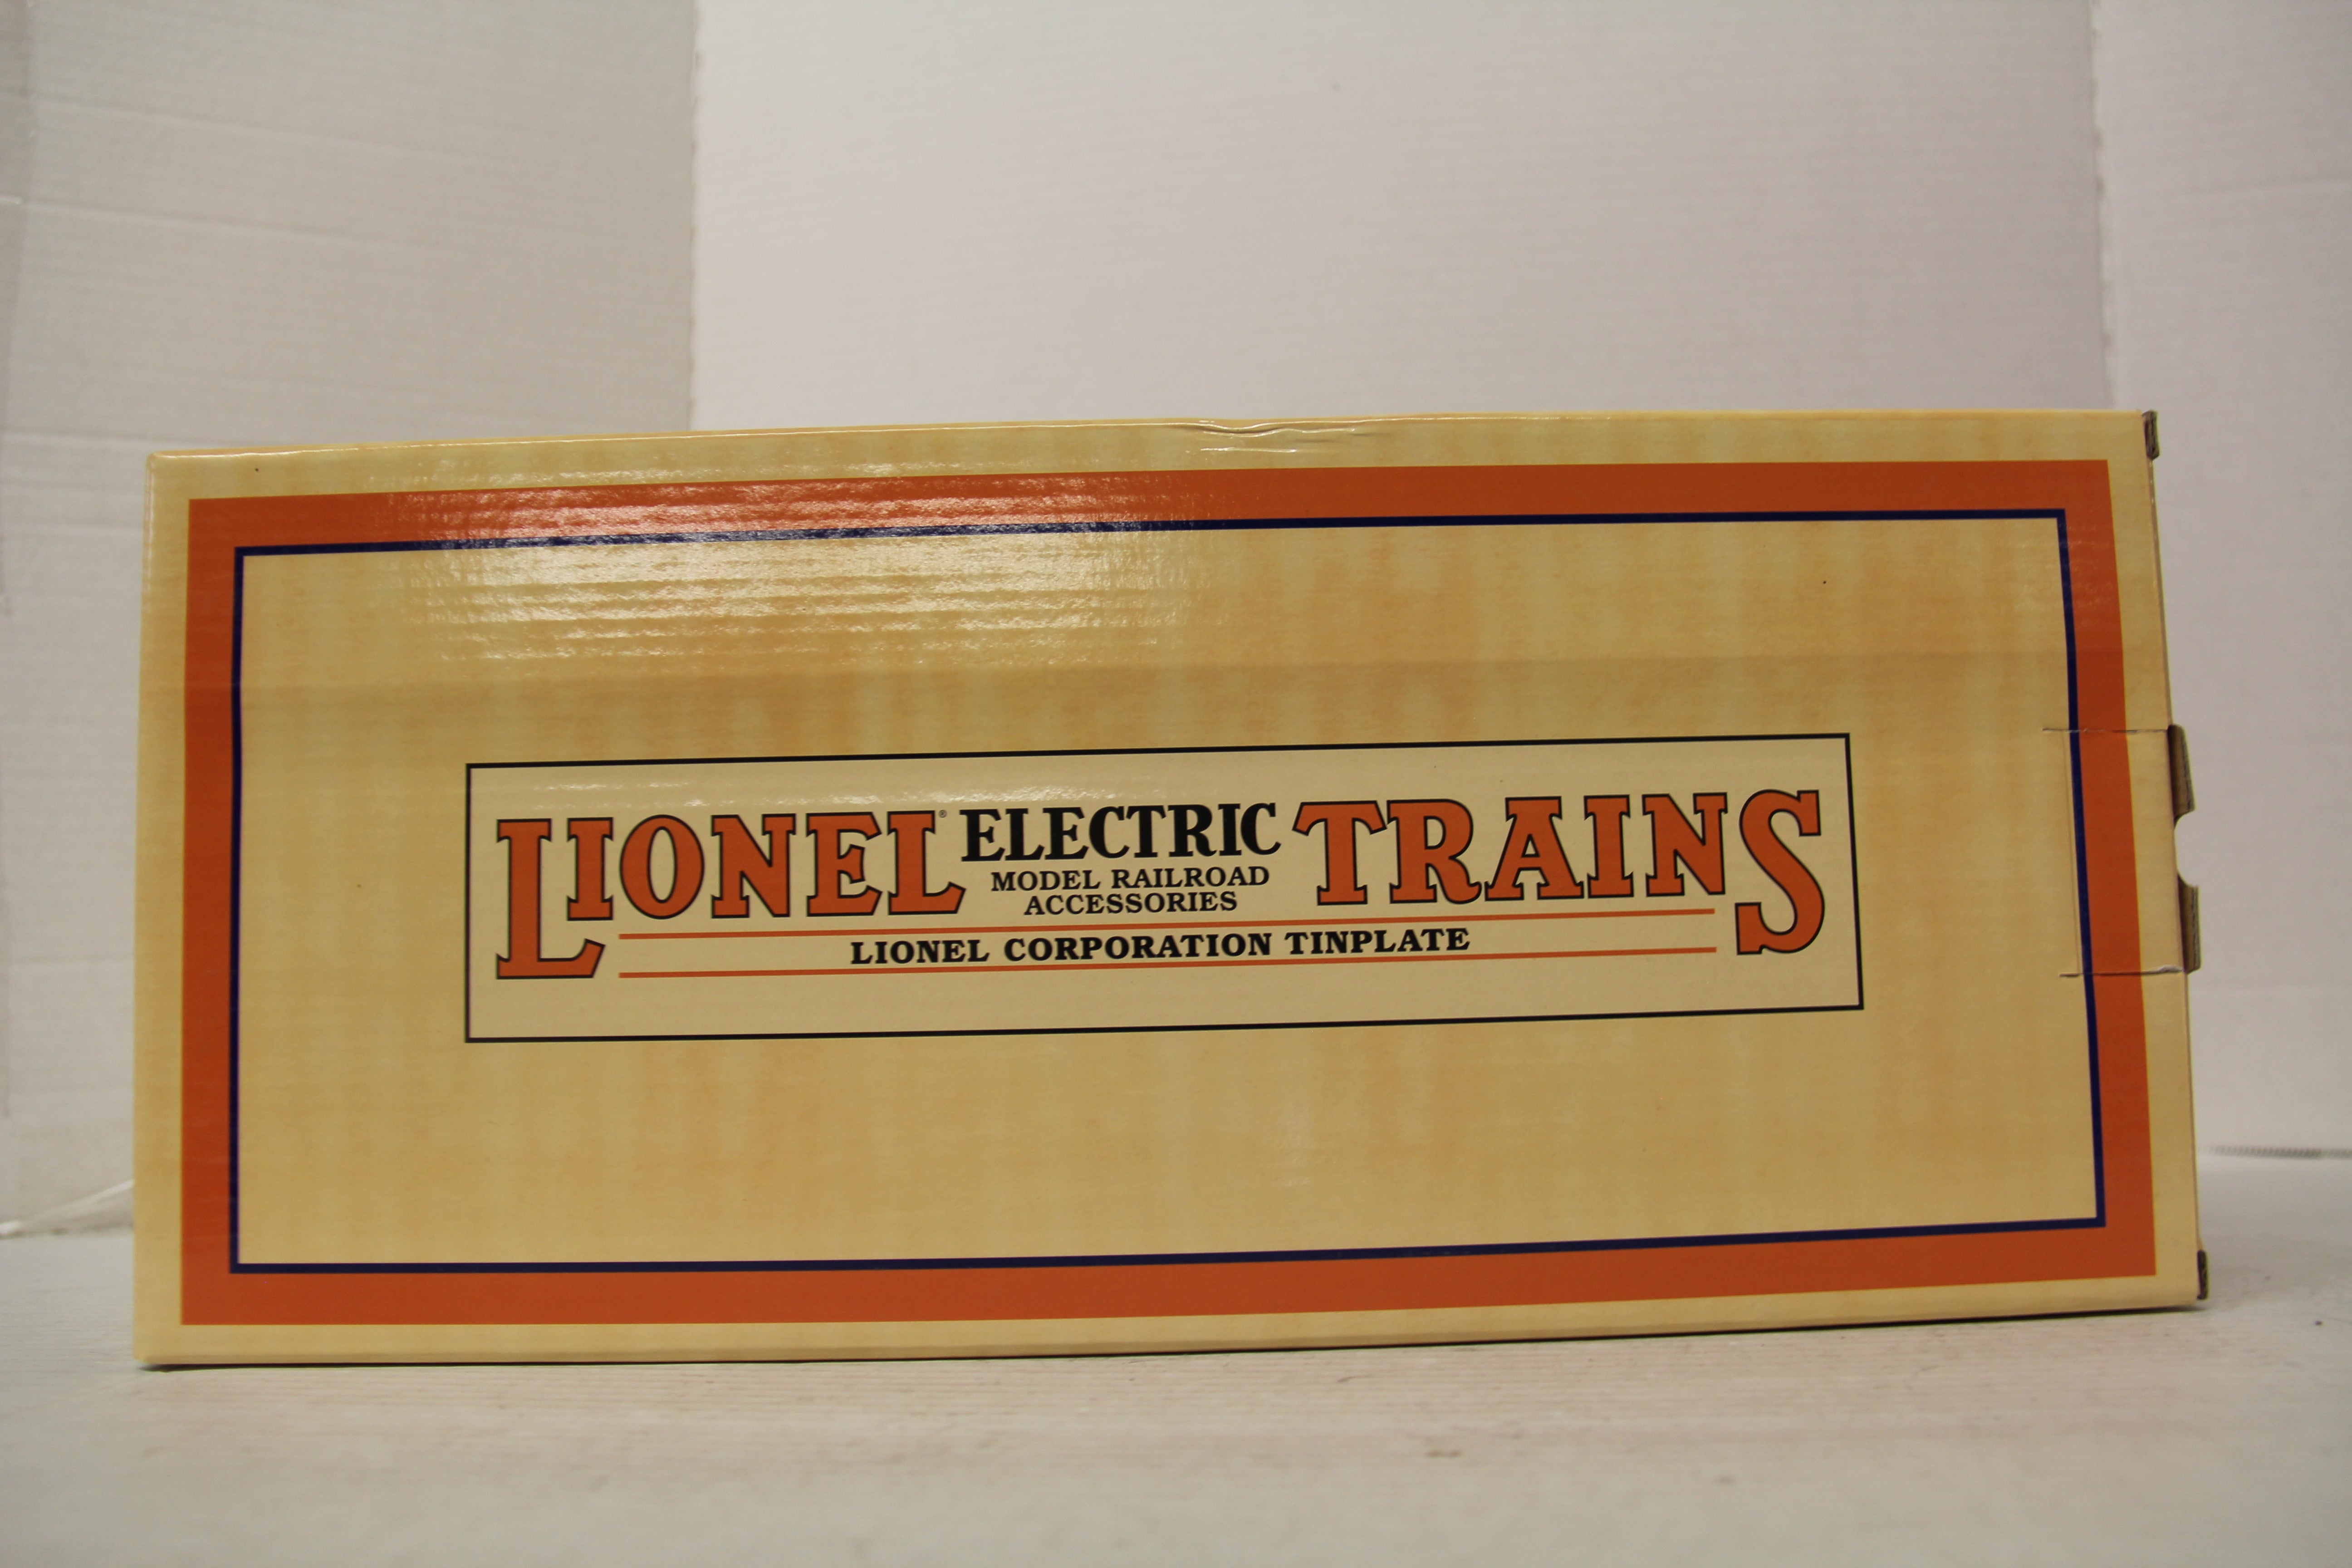 LIONEL® ELECTRIC TRAINS
MODEL RAILROAD
ACCESSORIES
LIONEL CORPORATION TINPLATE